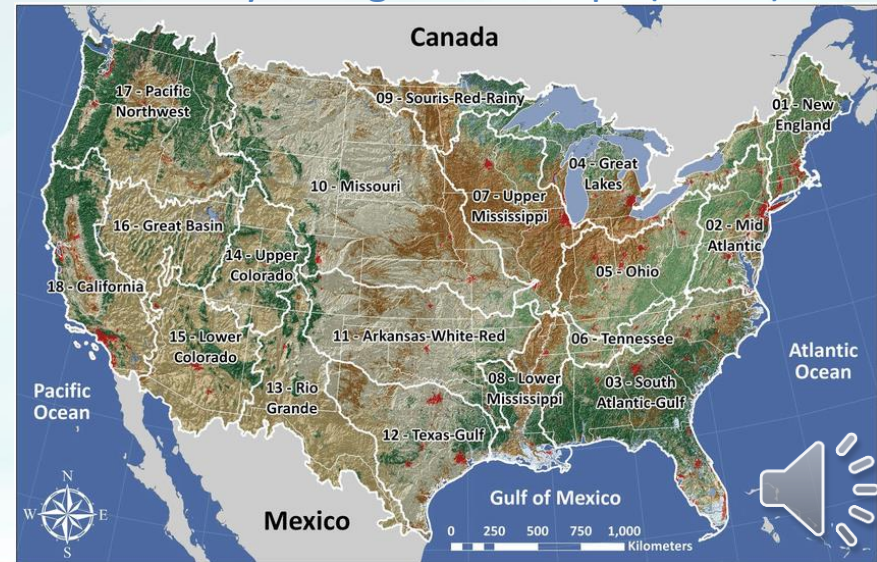 Canada
17 - Pacific
Northwest
09 - Souris-Red-Rainy
01 - New
England
04 - Great
Lakes
10 - Missouri
07 - Upper
Mississippi
16 - Great Basin
02 - Mid
Atlantic
14 - Upper
Colorado
05 - Ohio
18 - California
15 - Lower
Colorado
11 - Arkansas-White-Red
06 - Tennessee
Atlantic
Ocean
08 - Lower
Mississippi
03 - South
Atlantic-Gulf
Pacific
Ocean
13 - Rio
Grande
12 - Texas-Gulf
N
W
E
S
Mexico
Gulf of Mexico
0 250 500 750 1,000
Kilometers